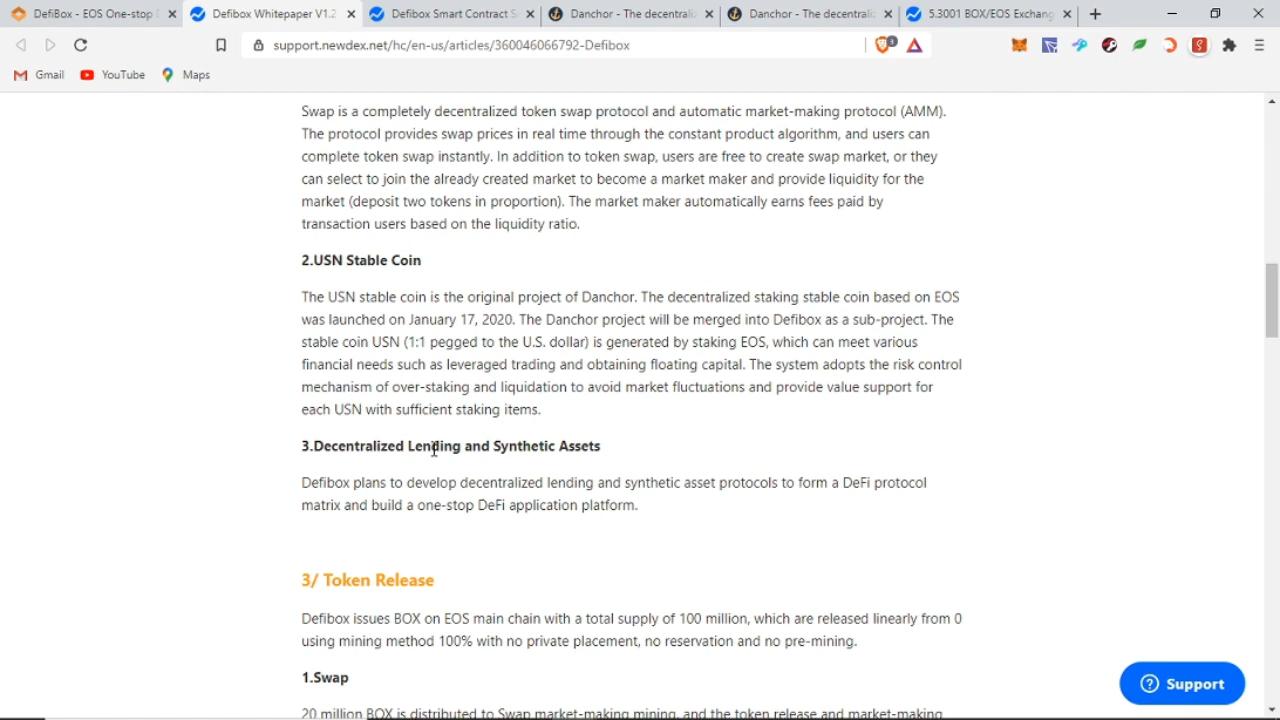 DefiBox - EOS One-stop
Defibox Whitepaper V1.2
Defibox Smart Contract S
Danchor - The decentrali
Danchor - The decentrali
5.3001 BOX/EOS Exchang
support.newdex.net/hc/en-us/articles/360046066792-Defibox
3
Gmail
YouTube
Maps
Swap is a completely decentralized token swap protocol and automatic market-making protocol (AMM).
The protocol provides swap prices in real time through the constant product algorithm, and users can
complete token swap instantly. In addition to token swap, users are free to create swap market, or they
can select to join the already created market to become a market maker and provide liquidity for the
market (deposit two tokens in proportion). The market maker automatically earns fees paid by
transaction users based on the liquidity ratio.
2.USN Stable Coin
The USN stable coin is the original project of Danchor. The decentralized staking stable coin based on EOS
was launched on January 17, 2020. The Danchor project will be merged into Defibox as a sub-project. The
stable coin USN (1:1 pegged to the U.S. dollar) is generated by staking EOS, which can meet various
financial needs such as leveraged trading and obtaining floating capital. The system adopts the risk control
mechanism of over-staking and liquidation to avoid market fluctuations and provide value support for
each USN with sufficient staking items.
3.Decentralized Lending and Synthetic Assets
Defibox plans to develop decentralized lending and synthetic asset protocols to form a DeFi protocol
matrix and build a one-stop DeFi application platform.
3/ Token Release
Defibox issues BOX on EOS main chain with a total supply of 100 million, which are released linearly from 0
using mining method 100% with no private placement, no reservation and no pre-mining.
1.Swap
20 million BOX is distributed to Swap market-making mining, and the token release and market-making
Support